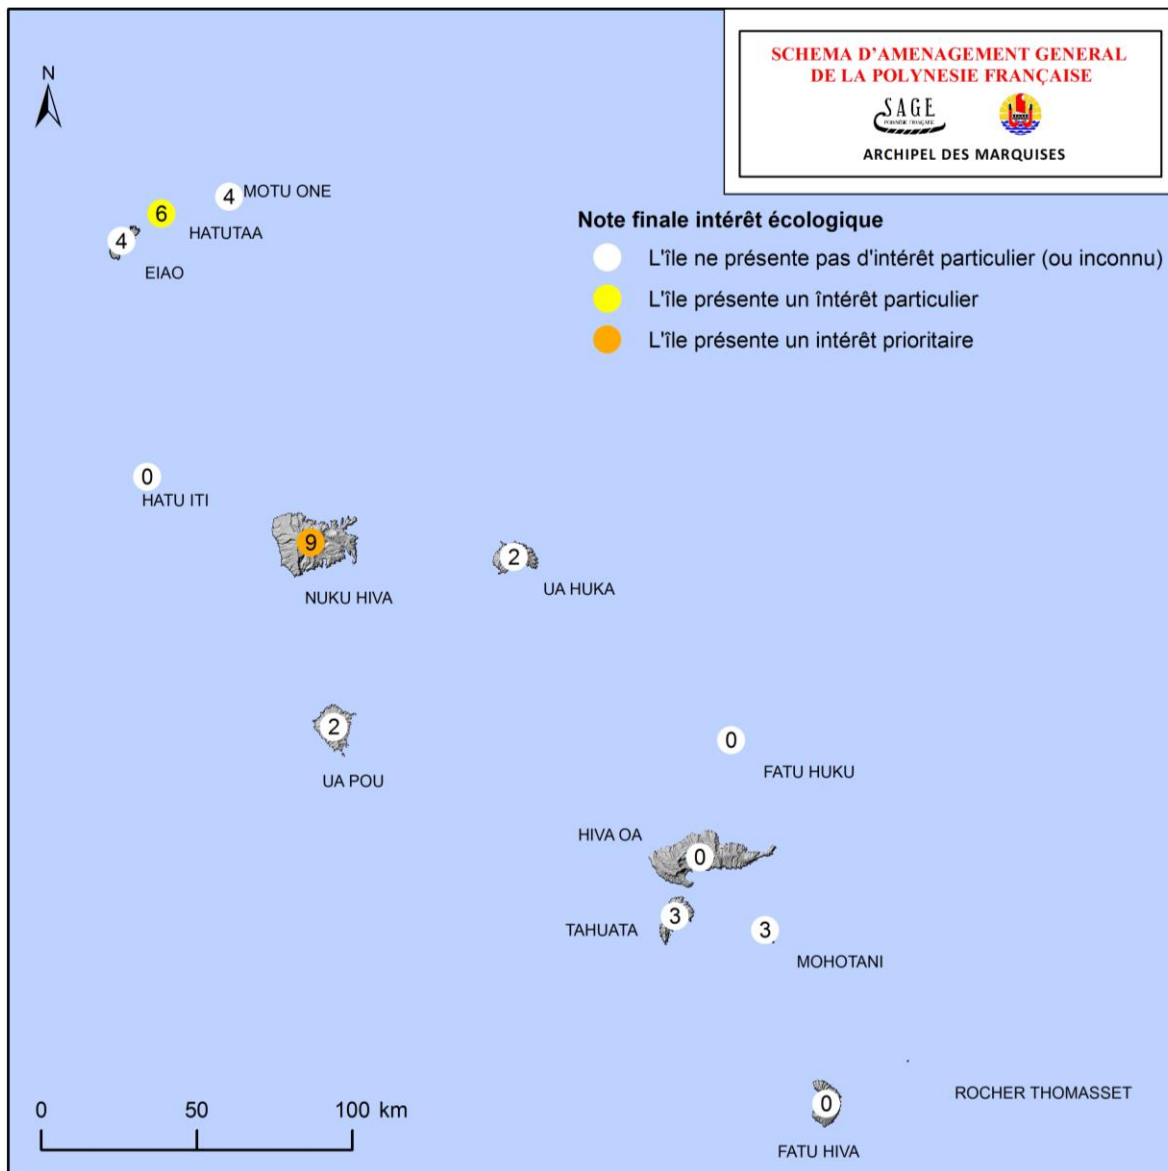 SCHEMA D'AMENAGEMENT GENERAL
DE LA POLYNESIE FRANÇAISE
SAGE
POLYNÉSIE FRANÇAISE
ARCHIPEL DES MARQUISES
N
Note finale intérêt écologique
L'île ne présente pas d'intérêt particulier (ou inconnu)
L'île présente un întérêt particulier
L'île présente un intérêt prioritaire
4
MOTU ONE
6
HATUTAA
4
EIAO
0
HATU ITI
9
NUKU HIVA
2
UA HUKA
2
UA POU
0
FATU HUKU
HIVA OA
0
TAHUATA
3
3
MOHOTANI
ROCHER THOMASSET
0
FATU HIVA
0 50 100 km